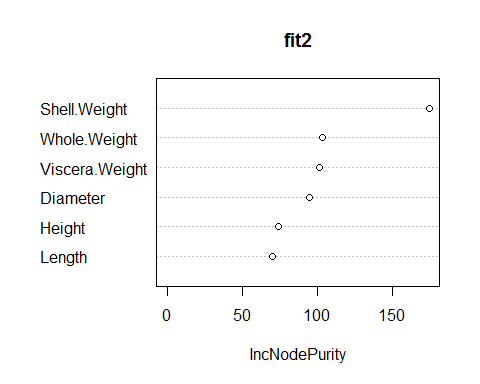 fit2
Shell.Weight
Whole.Weight
Viscera.Weight
Diameter
Height
Length
0 50 100 150
IncNodePurity